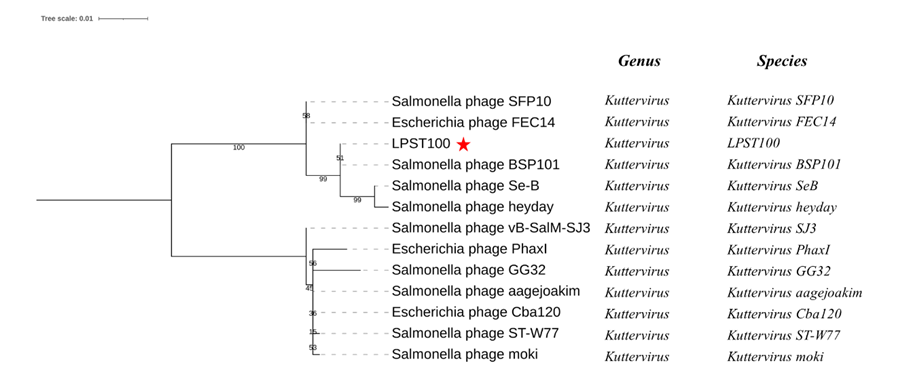 Tree scale: 0.01
Genus Species
58
Salmonella phage SFP10 Kuttervirus Kuttervirus SFP10
Escherichia phage FEC14 Kuttervirus Kuttervirus FEC14
100
LPST100 Kuttervirus LPST100
51
Salmonella phage BSP101 Kuttervirus Kuttervirus BSP101
99
Salmonella phage Se-B Kuttervirus Kuttervirus SeB
99
Salmonella phage heyday Kuttervirus Kuttervirus heyday
Salmonella phage vB-SalM-SJ3 Kuttervirus Kuttervirus SJ3
Escherichia phage PhaxI Kuttervirus Kuttervirus PhaxI
56
Salmonella phage GG32 Kuttervirus Kuttervirus GG32
Salmonella phage aagejoakim Kuttervirus Kuttervirus aagejoakim
Escherichia phage Cba120 Kuttervirus Kuttervirus Cba120
Salmonella phage ST-W77 Kuttervirus Kuttervirus ST-W77
53
Salmonella phage moki Kuttervirus Kuttervirus moki